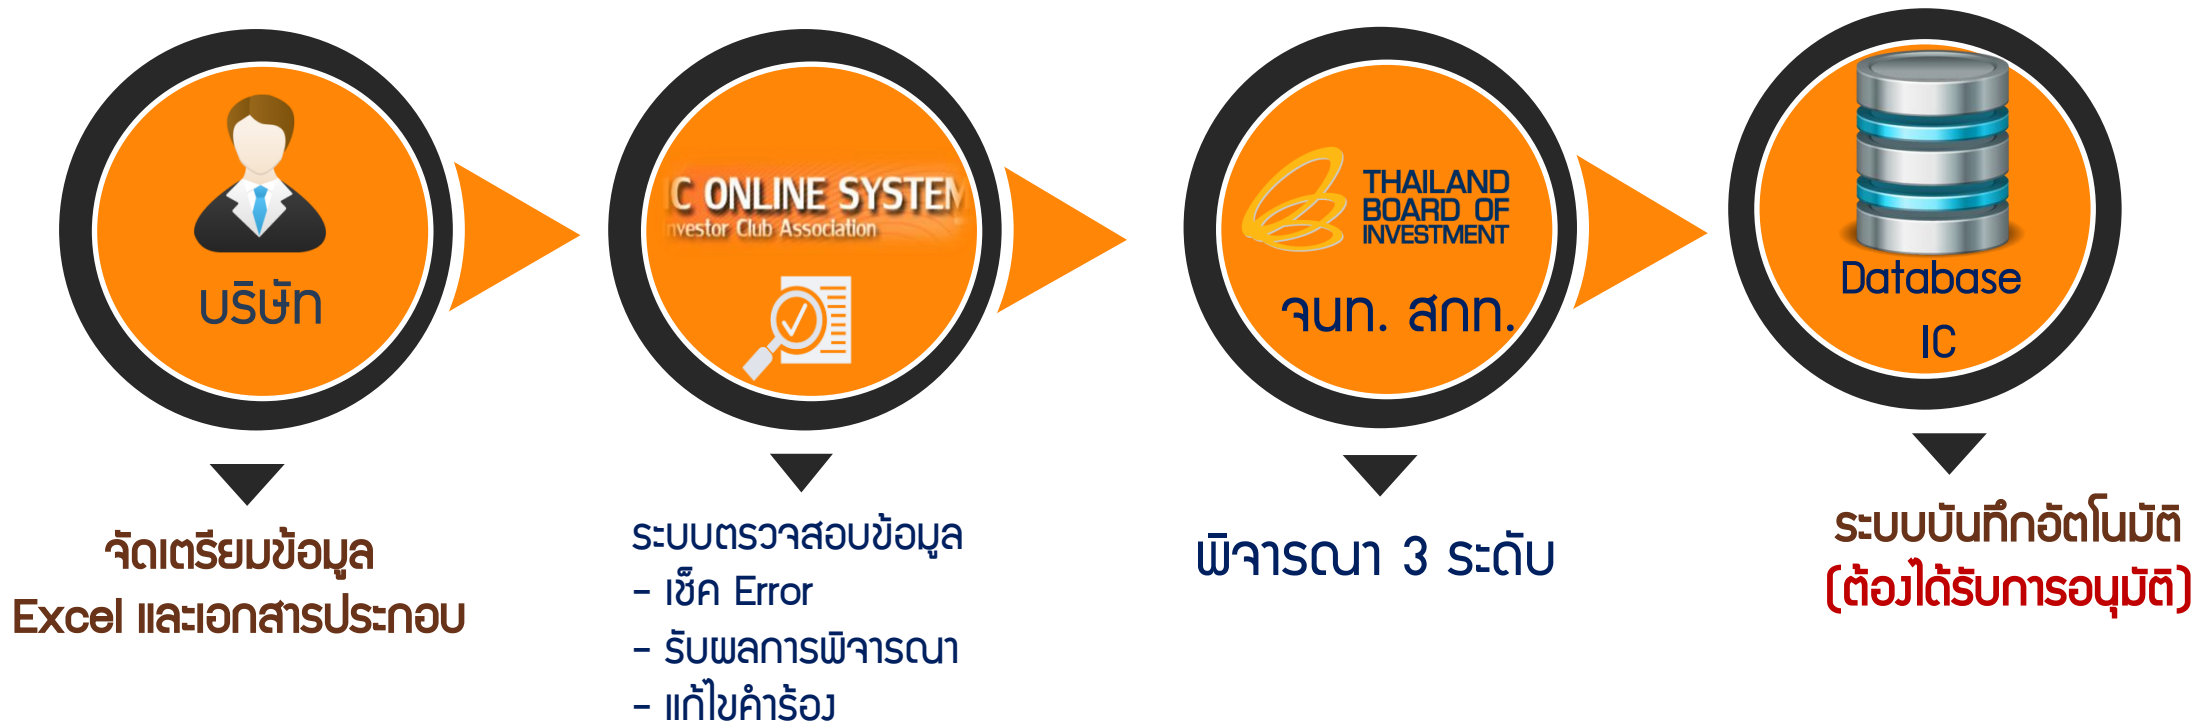 บริษัท
จัดเตรียมข้อมูล
Excel และเอกสารประกอบ
IC ONLINE SYSTEM
nvestor Club Association
ระบบตรวจสอบข้อมูล
- เช็ค Error
- รับผลการพิจารณา
- แก้ไขคำร้อง
THAILAND
BOARD OF
INVESTMENT
จนท. สกท.
พิจารณา 3 ระดับ
Database
IC
ระบบบันทึกอัตโนมัติ
(ต้องได้รับการอนุมัติ)